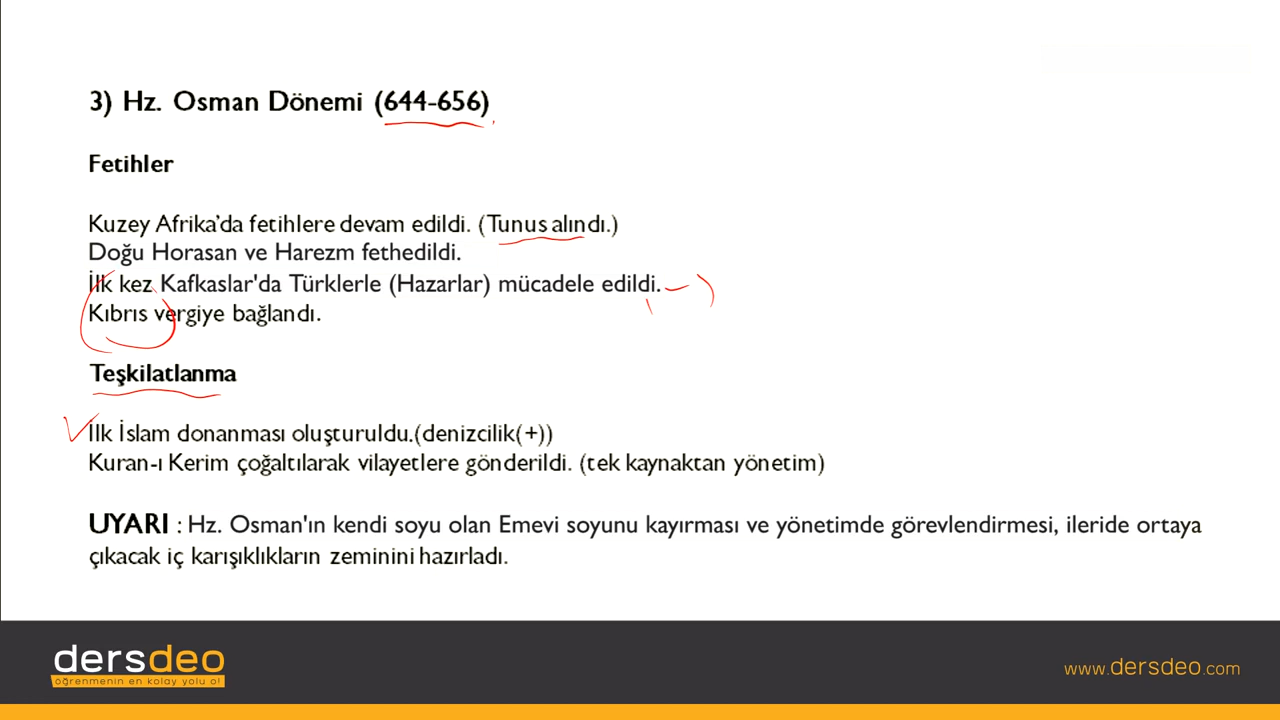 3) Hz. Osman Dönemi (644-656)
Fetihler
Kuzey Afrika’da fetihlere devam edildi. (Tunus alındı.)
Doğu Horasan ve Harezm fethedildi.
İlk kez Kafkaslar'da Türklerle (Hazarlar) mücadele edildi.
Kıbrıs vergiye bağlandı.
Teşkilatlanma
İlk İslam donanması oluşturuldu.(denizcilik(+))
Kuran-ı Kerim çoğaltılarak vilayetlere gönderildi. (tek kaynaktan yönetim)
UYARI : Hz. Osman'ın kendi soyu olan Emevi soyunu kayırması ve yönetimde görevlendirmesi, ileride ortaya
çıkacak iç karışıklıkların zeminini hazırladı.
dersdeo
öğrenmenin en kolay yolu o!
www.dersdeo.com